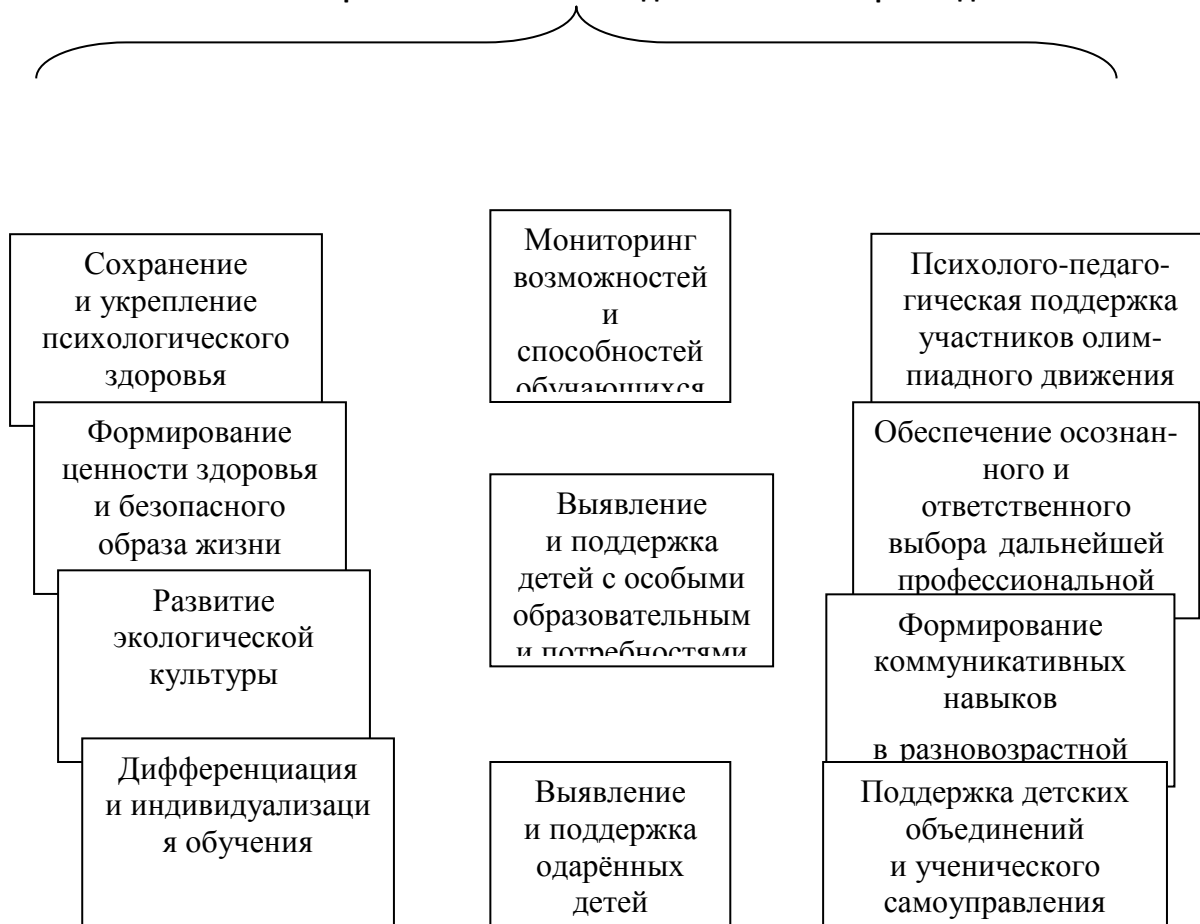 Сохранение
и укрепление
психологического
здоровья
Формирование
ценности здоровья
и безопасного
образа жизни
Развитие
экологической
культуры
Дифференциация
и индивидуализаци
я обучения
Мониторинг
возможностей
и
способностей
обучающихся
Выявление
и поддержка
детей с особыми
образовательным
и потребностями
Выявление
и поддержка
одарённых
детей
Психолого-педаго-
гическая поддержка
участников олим-
пиадного движения
Обеспечение осознан-
ного и
ответственного
выбора дальнейшей
профессиональной
Формирование
коммуникативных
навыков
в разновозрастной
Поддержка детских
объединений
и ученического
самоуправления